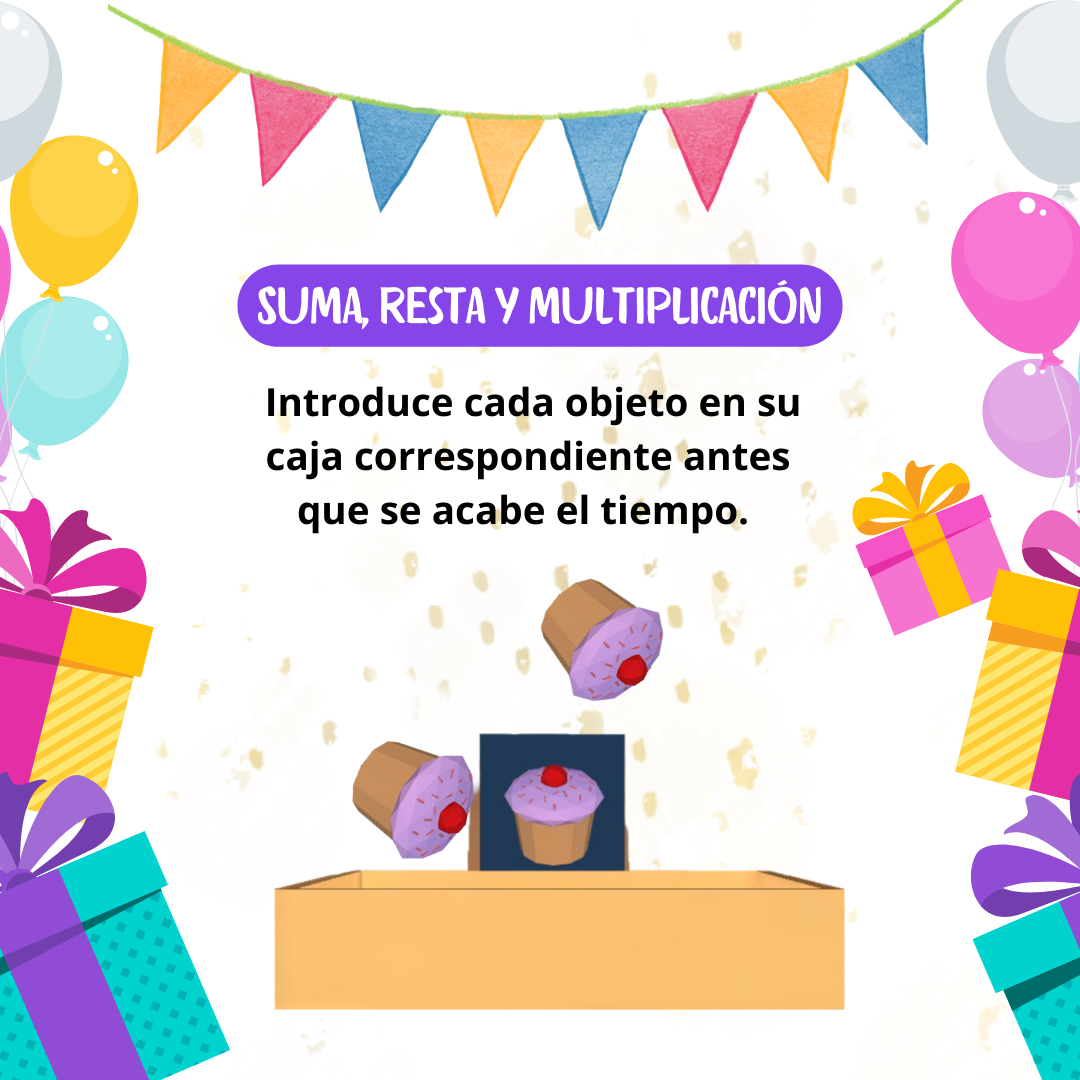 SUMA, RESTA Y MULTIPLICACIÓN
Introduce cada objeto en su
caja correspondiente antes
que se acabe el tiempo.